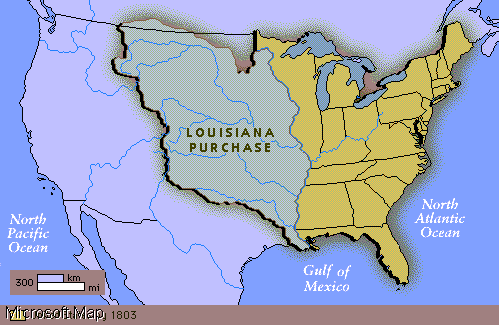 LOUISIANA
PURCHASE
North
Pacific
Ocean
North
Atlantic
Ocean
Gulf of
Mexico
300 km
mi
Microsoft Map 1803